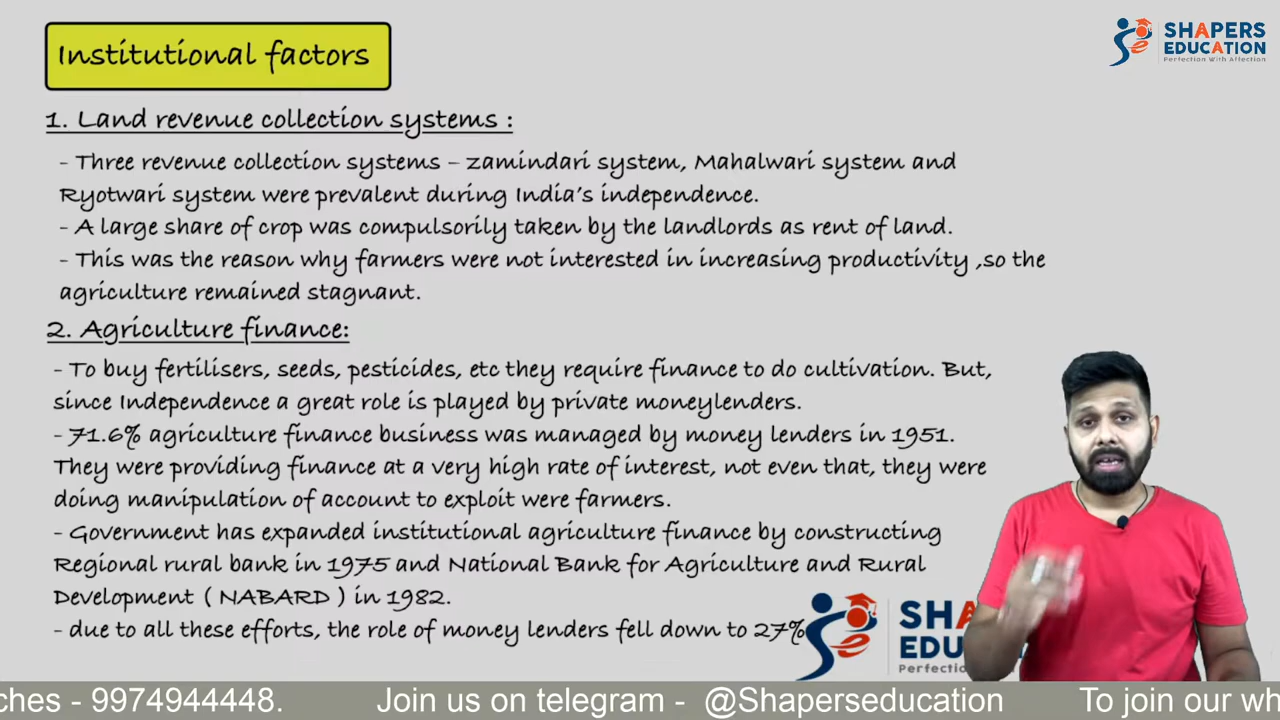 Institutional factors
SHAPERS
EDUCATION
Perfection With Affection
1. Land revenue collection systems :
- Three revenue collection systems – zamindari system, Mahalwari system and
Ryotwari system were prevalent during India's independence.
- A large share of crop was compulsorily taken by the landlords as rent of land.
- This was the reason why farmers were not interested in increasing productivity ,so the
agriculture remained stagnant.
2. Agriculture finance:
- To buy fertilisers, seeds, pesticides, etc they require finance to do cultivation. But,
since Independence a great role is played by private moneylenders.
- 71.6% agriculture finance business was managed by money lenders in 1951.
They were providing finance at a very high rate of interest, not even that, they were
doing manipulation of account to exploit were farmers.
- Government has expanded institutional agriculture finance by constructing
Regional rural bank in 1975 and National Bank for Agriculture and Rural
Development ( NABARD ) in 1982.
- due to all these efforts, the role of money lenders fell down to 27%
SHA
EDU
Perfection
ches - 9974944448. Join us on telegram - @Shaperseducation To join our wh